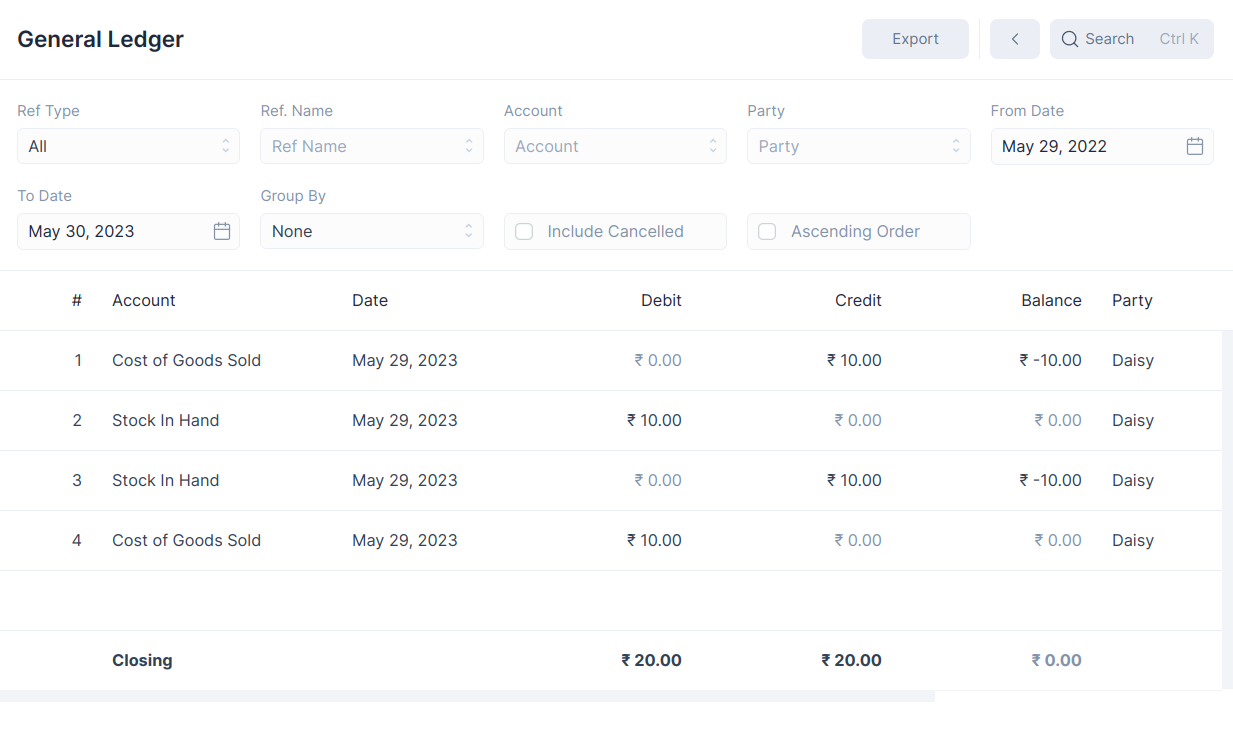 General Ledger Export Search Ctrl K
Ref Type Ref. Name Account Party From Date
All Ref Name Account Party May 29, 2022
To Date Group By
May 30, 2023 None Include Cancelled Ascending Order
# Account Date Debit Credit Balance Party
1 Cost of Goods Sold May 29, 2023 ₹ 0.00 ₹ 10.00 ₹ -10.00 Daisy
2 Stock In Hand May 29, 2023 ₹ 10.00 ₹ 0.00 ₹ 0.00 Daisy
3 Stock In Hand May 29, 2023 ₹ 0.00 ₹ 10.00 ₹ -10.00 Daisy
4 Cost of Goods Sold May 29, 2023 ₹ 10.00 ₹ 0.00 ₹ 0.00 Daisy
Closing ₹ 20.00 ₹ 20.00 ₹ 0.00